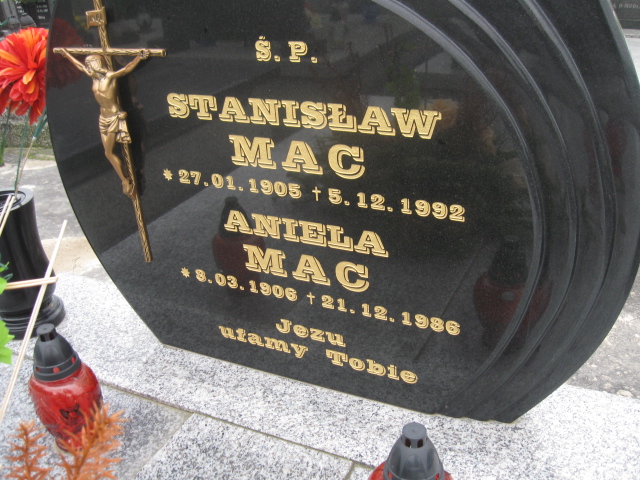 Ś. P.
STANISŁAW
MAC
* 27.01.1905 † 5.12.1992
ANIELA
MAC
* 8.03.1906 † 21.12.1986
Jezu
ufamy Tobie